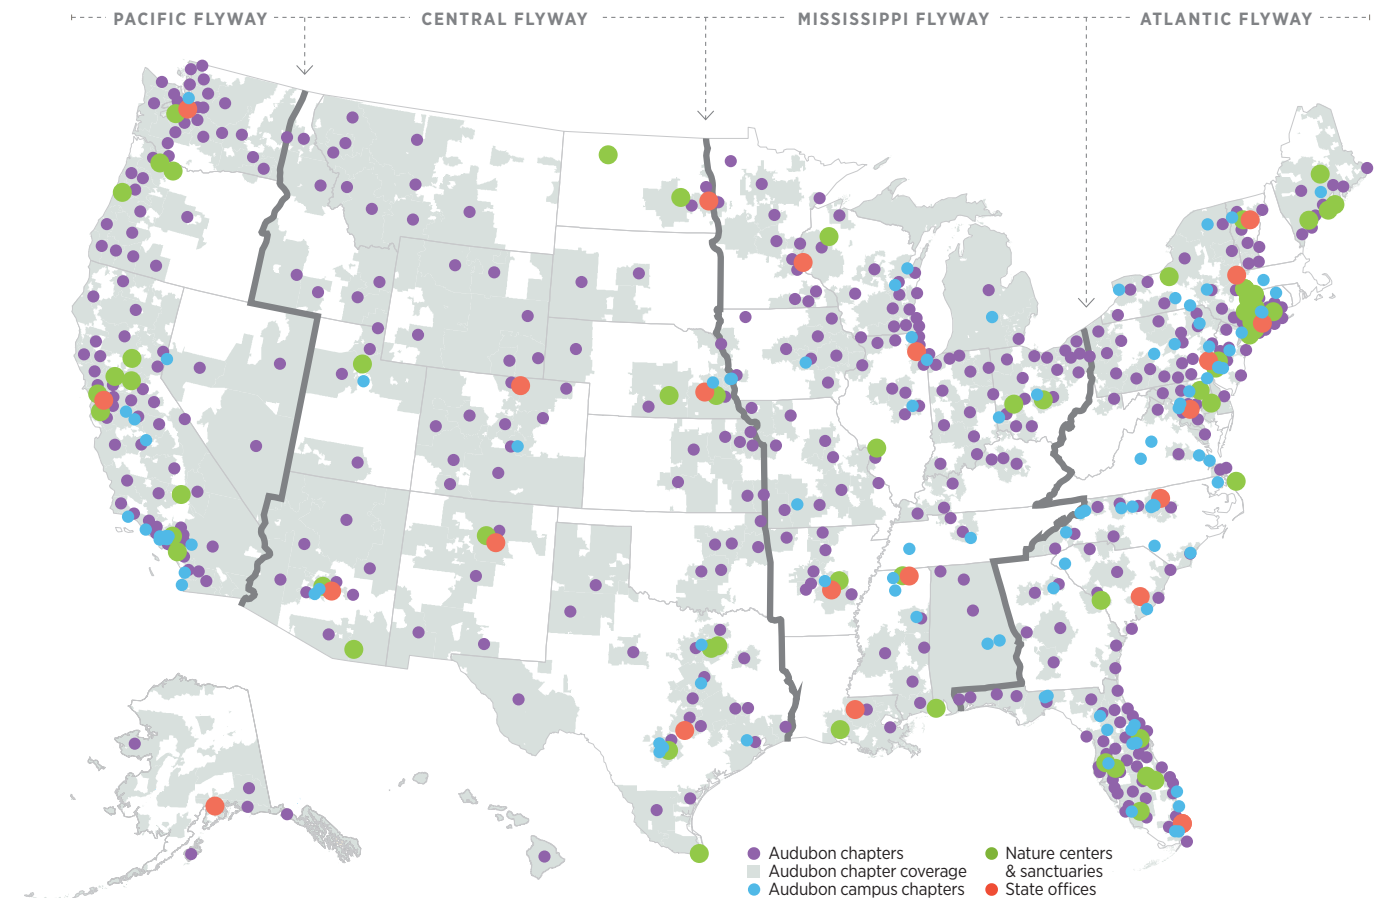 PACIFIC FLYWAY
CENTRAL FLYWAY
MISSISSIPPI FLYWAY
ATLANTIC FLYWAY
Audubon chapters
Audubon chapter coverage
Audubon campus chapters
Nature centers
& sanctuaries
State offices